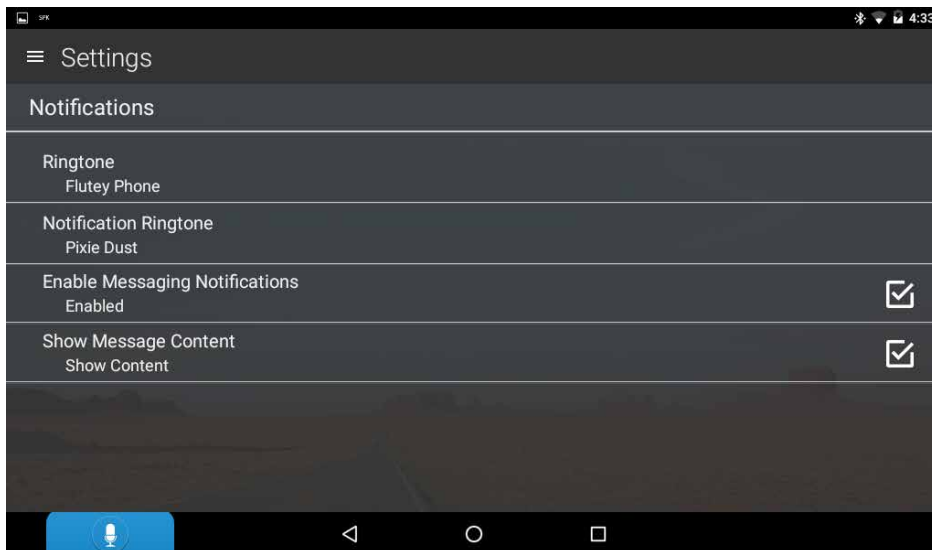 SPK
4:33
Settings
Notifications
Ringtone
Flutey Phone
Notification Ringtone
Pixie Dust
Enable Messaging Notifications
Enabled
Show Message Content
Show Content